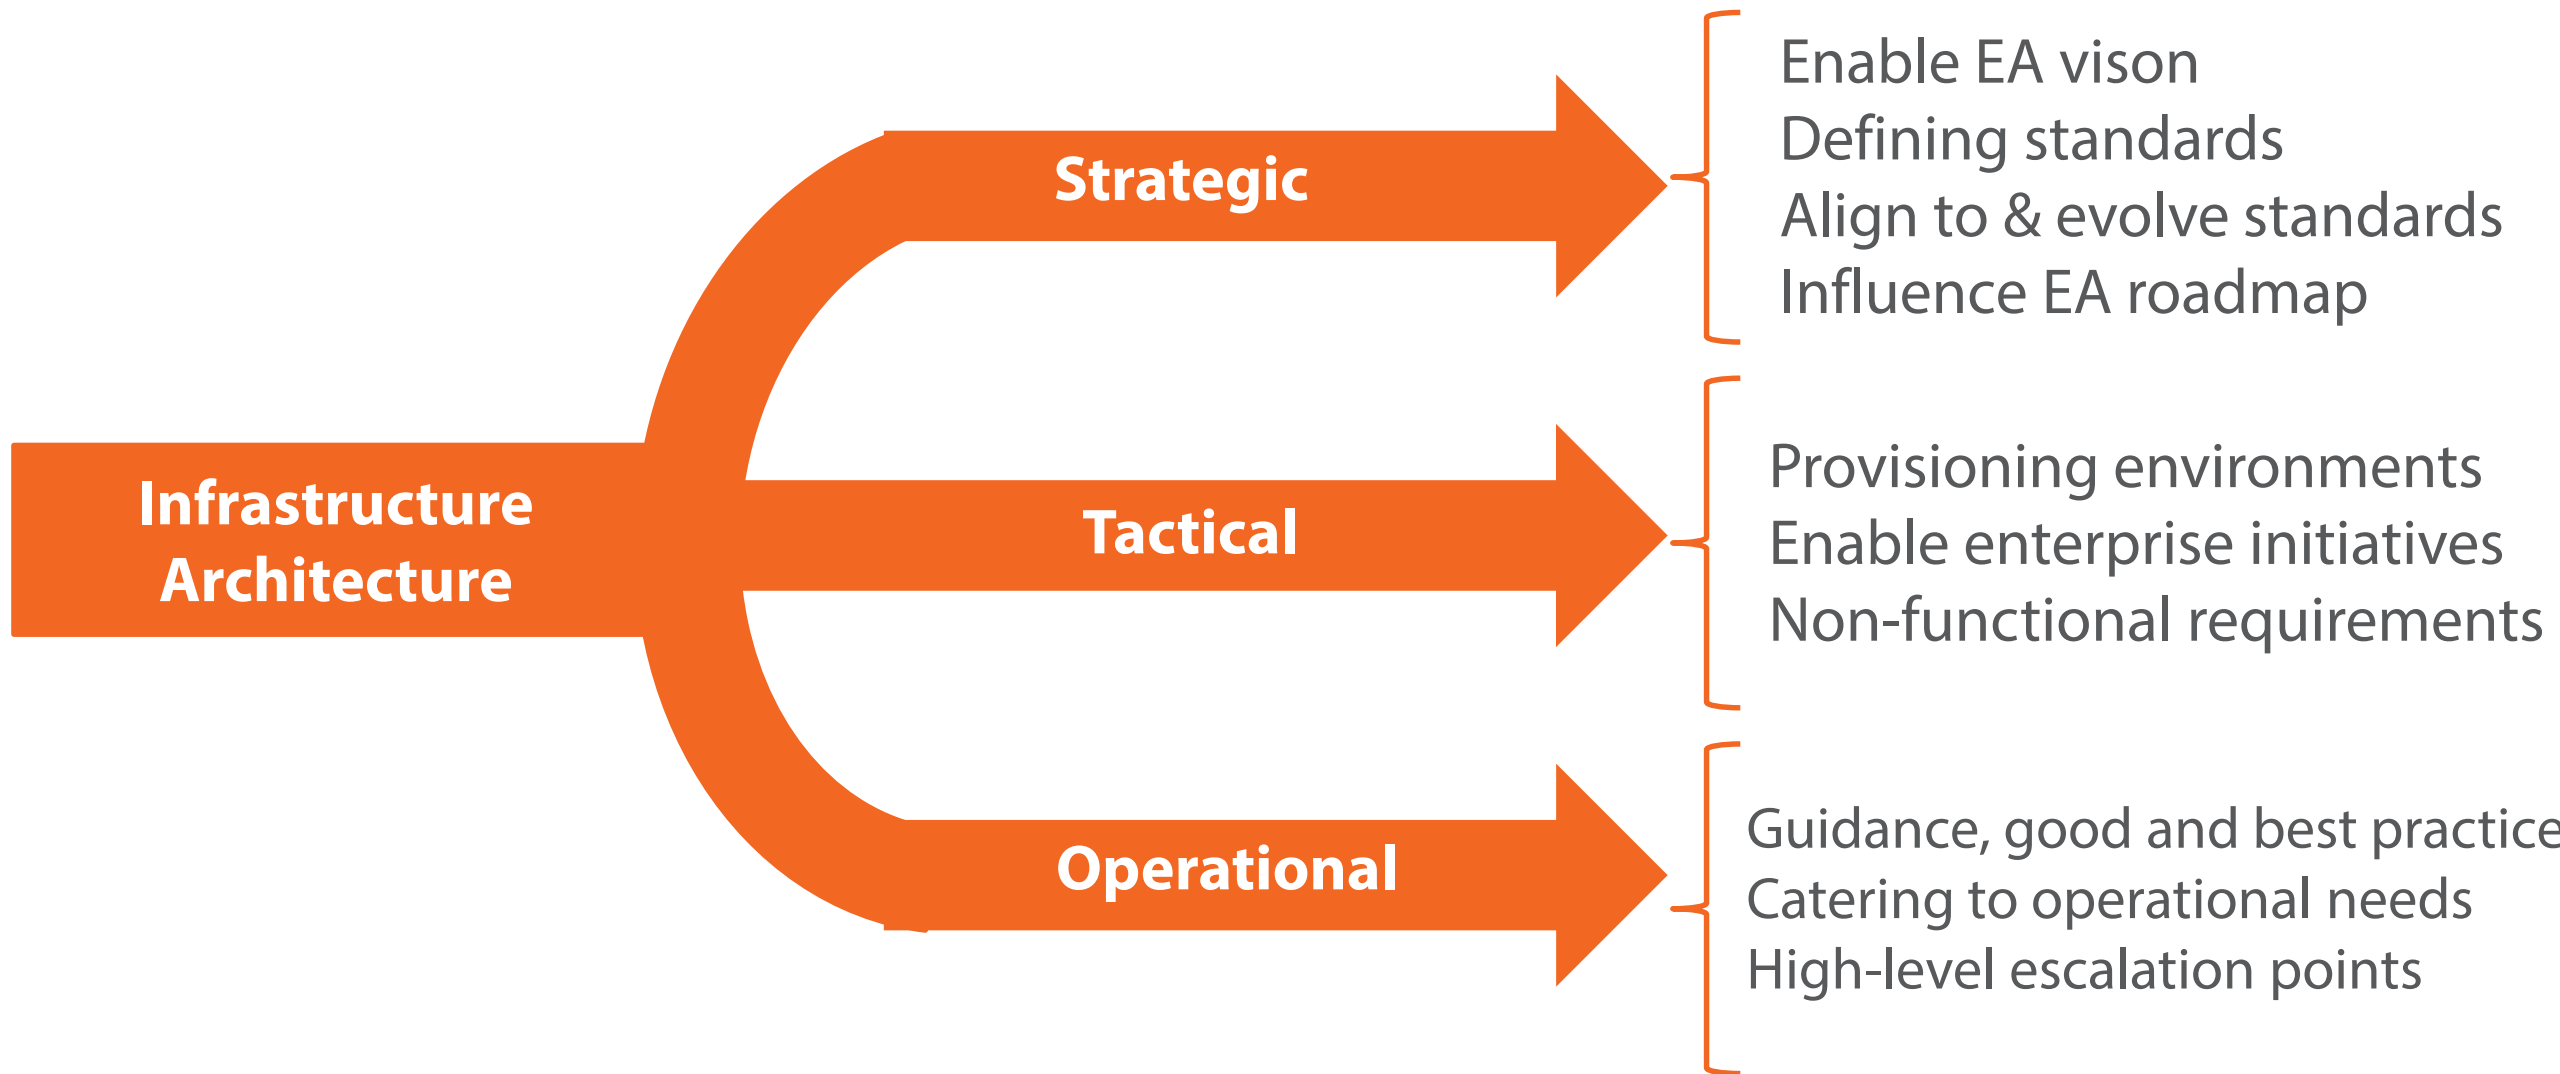 Infrastructure
Architecture
Strategic
Enable EA vison
Defining standards
Align to & evolve standards
Influence EA roadmap
Tactical
Provisioning environments
Enable enterprise initiatives
Non-functional requirements
Operational
Guidance, good and best practice
Catering to operational needs
High-level escalation points